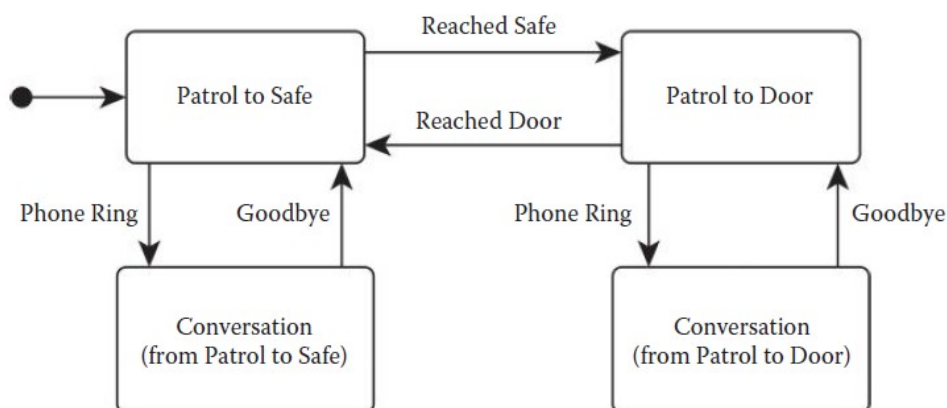 Reached Safe
Patrol to Safe
Patrol to Door
Reached Door
Phone Ring
Goodbye
Phone Ring
Goodbye
Conversation
(from Patrol to Safe)
Conversation
(from Patrol to Door)